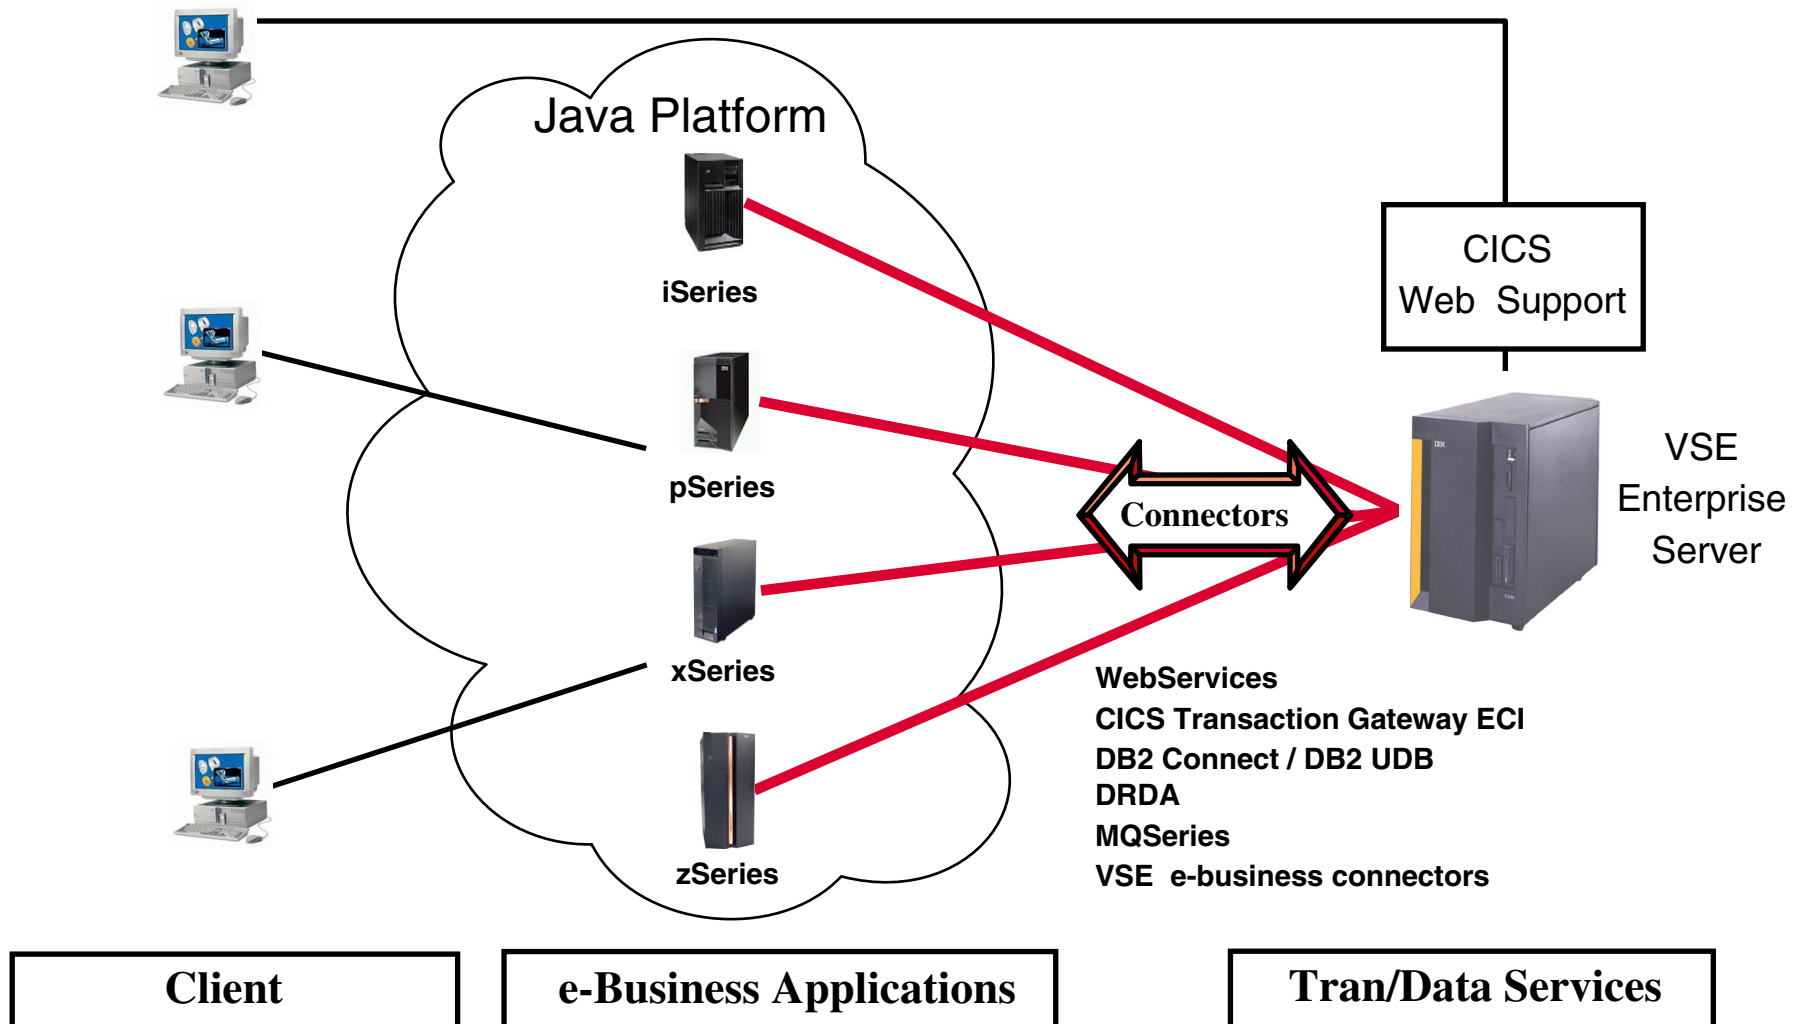 Java Platform
iSeries
pSeries
xSeries
zSeries
CICS
Web Support
VSE
Enterprise
Server
Connectors
WebServices
CICS Transaction Gateway ECI
DB2 Connect / DB2 UDB
DRDA
MQSeries
VSE e-business connectors
Client
e-Business Applications
Tran/Data Services